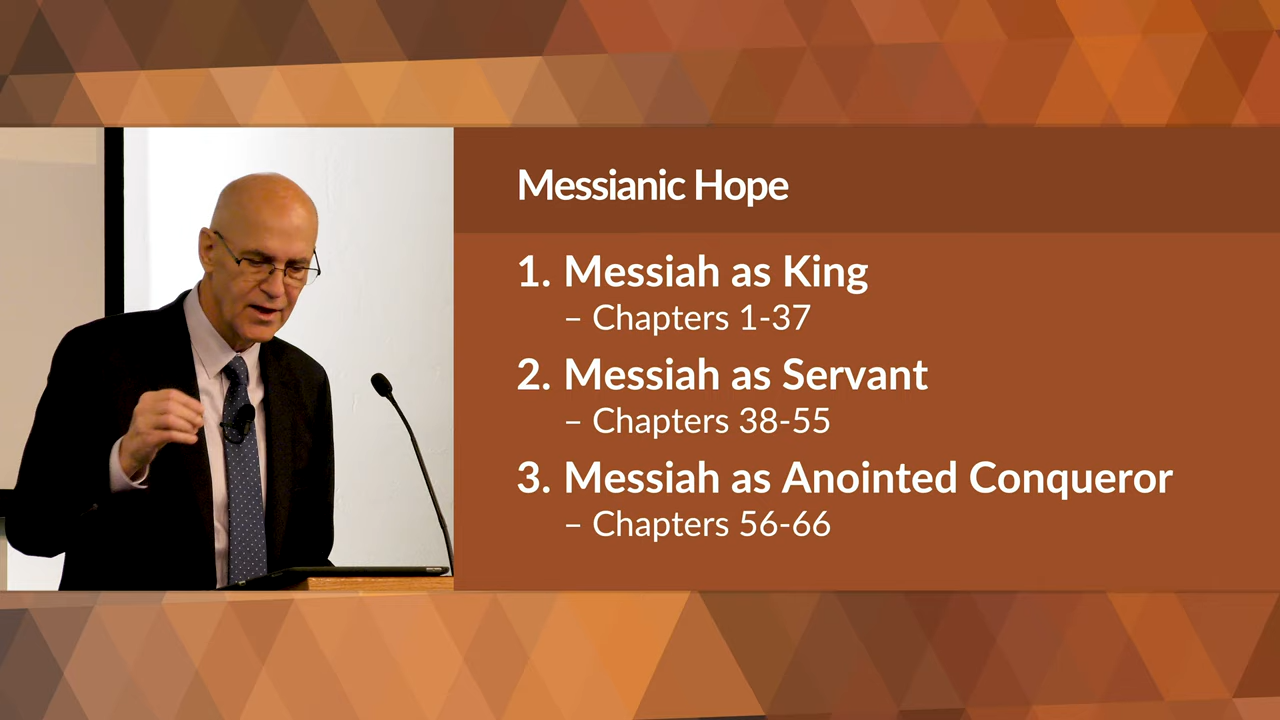 Messianic Hope
1. Messiah as King
– Chapters 1-37
2. Messiah as Servant
– Chapters 38-55
3. Messiah as Anointed Conqueror
– Chapters 56-66